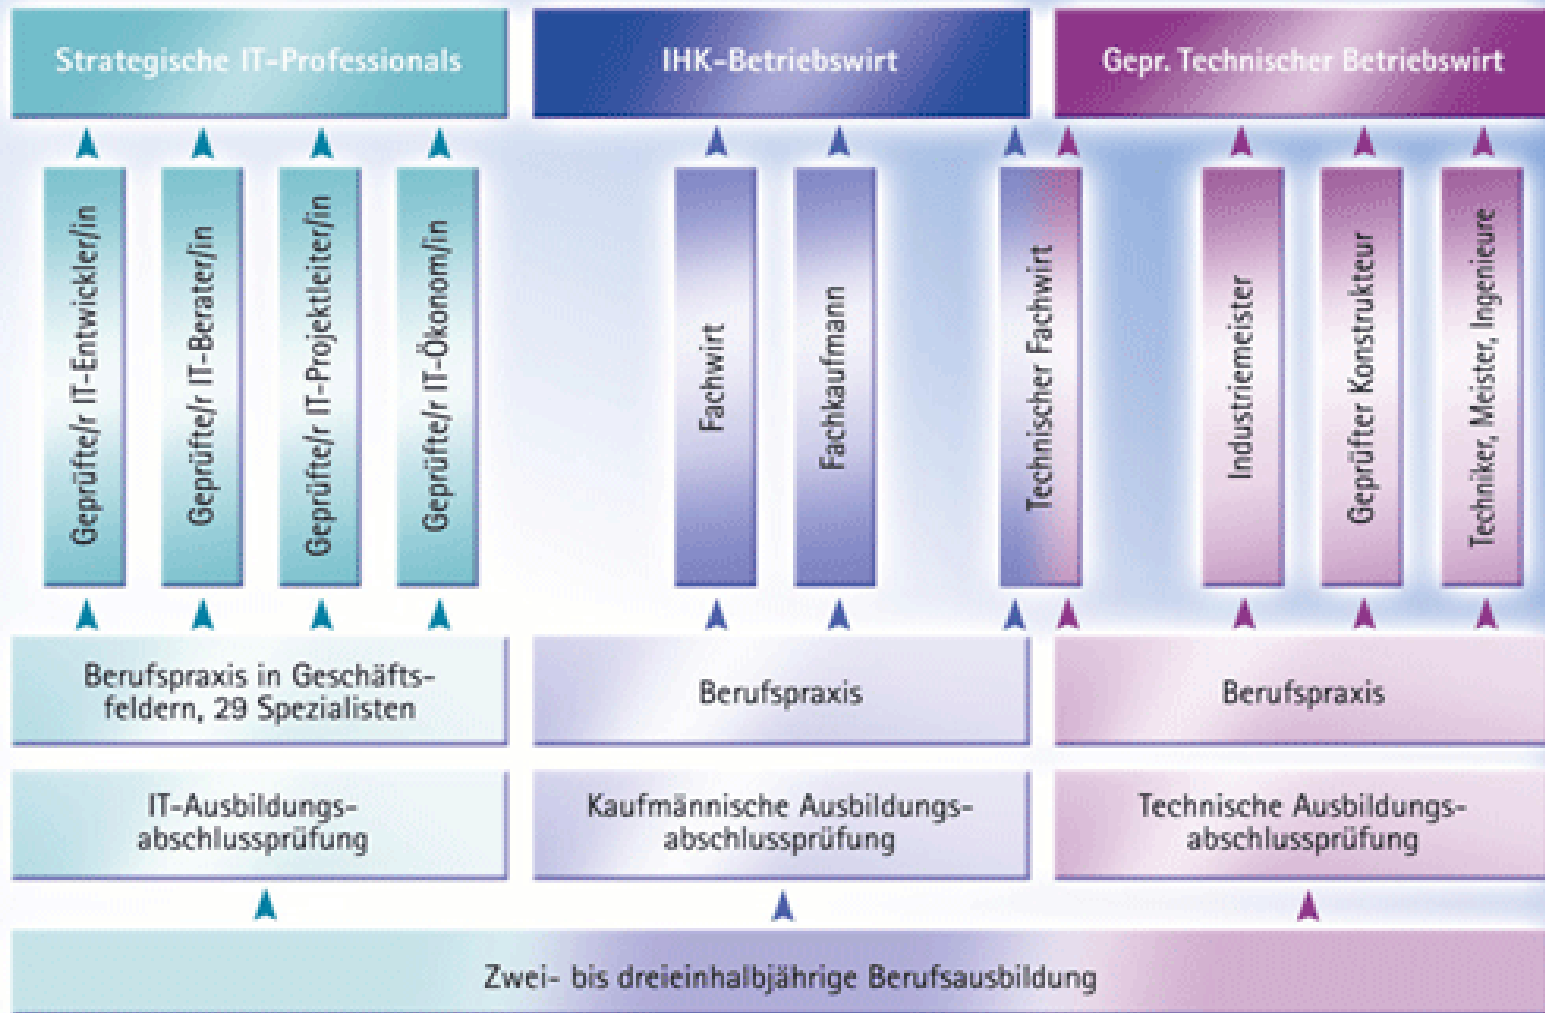 Strategische IT-Professionals
IHK-Betriebswirt
Gepr. Technischer Betriebswirt
Geprüfte/r IT-Entwickler/in
Geprüfte/r IT-Berater/in
Geprüfte/r IT-Projektleiter/in
Geprüfte/r IT-Ökonom/in
Fachwirt
Fachkaufmann
Technischer Fachwirt
Industriemeister
Geprüfter Konstrukteur
Techniker, Meister, Ingenieure
Berufspraxis in Geschäfts-
feldern, 29 Spezialisten
Berufspraxis
Berufspraxis
IT-Ausbildungs-
abschlussprüfung
Kaufmännische Ausbildungs-
abschlussprüfung
Technische Ausbildungs-
abschlussprüfung
Zwei- bis dreieinhalbjährige Berufsausbildung